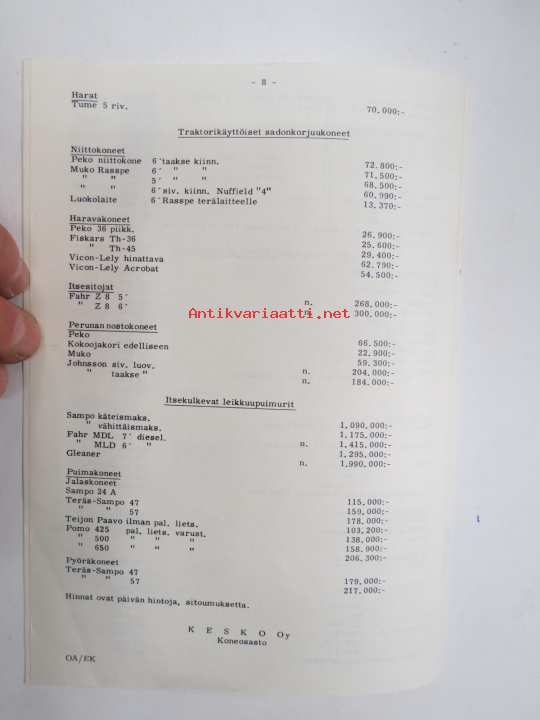 - 8 -
Harat
Tume 5 riv. 70.000:-
Traktorikäyttöiset sadonkorjuukoneet
Niittokoneet
Peko niittokone 6´taakse kiinn. 72.800:-
Muko Rasspe 6´ " " 71.500:-
" " 5´ " " 68.500:-
" " 6´siv. kiinn. Nuffield "4" 60.990:-
Luokolaite 6´Rasspe terälaitteelle 13.370:-
Haravakoneet
Peko 36 piikk. 26.900:-
Fiskars Th-36 25.600:-
" Th-45 29.400:-
Vicon-Lely hinattava 62.790:-
Vicon-Lely Acrobat 54.500:-
Itsesitojat
Fahr Z 8 5´ n. 268.000:-
" Z 8 6´ 300.000:-
Antikvariaatti.net
Perunannostokoneet
Peko 66.500:-
Kokoojakori edelliseen 22.900:-
Muko 59.300:-
Johnsson siv. luov. n. 204.000:-
" taakse " n. 184.000:-
Itsekulkevat leikkuupuimurit
Sampo käteismaks. 1,090.000:-
" vähittäismaks. 1,175.000:-
Fahr MDL 7´ diesel. n. 1,415.000:-
" MLD 6´ " 1,295.000:-
Gleaner n. 1,990.000:-
Puimakoneet
Jalaskoneet
Sampo 24 A 115.000:-
Teräs-Sampo 47 159.000:-
" " 57 178.000:-
Teijon Paavo ilman pal. liets. 103.200:-
Pomo 425 pal. liets. varust. 138.000:-
" 500 " " " 158.900:-
" 650 " " " 206.300:-
Pyöräkoneet
Teräs-Sampo 47 179.000:-
" " 57 217.000:-
Hinnat ovat päivän hintoja, sitoumuksetta.
K E S K O Oy
Koneosasto
OA/EK